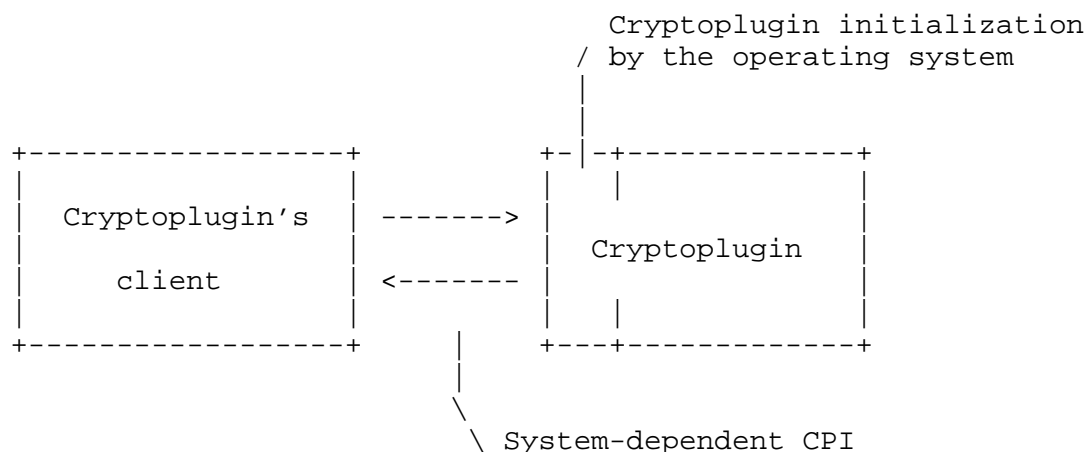 Cryptoplugin initialization
by the operating system
Cryptoplugin's
Cryptoplugin
client
System-dependent CPI